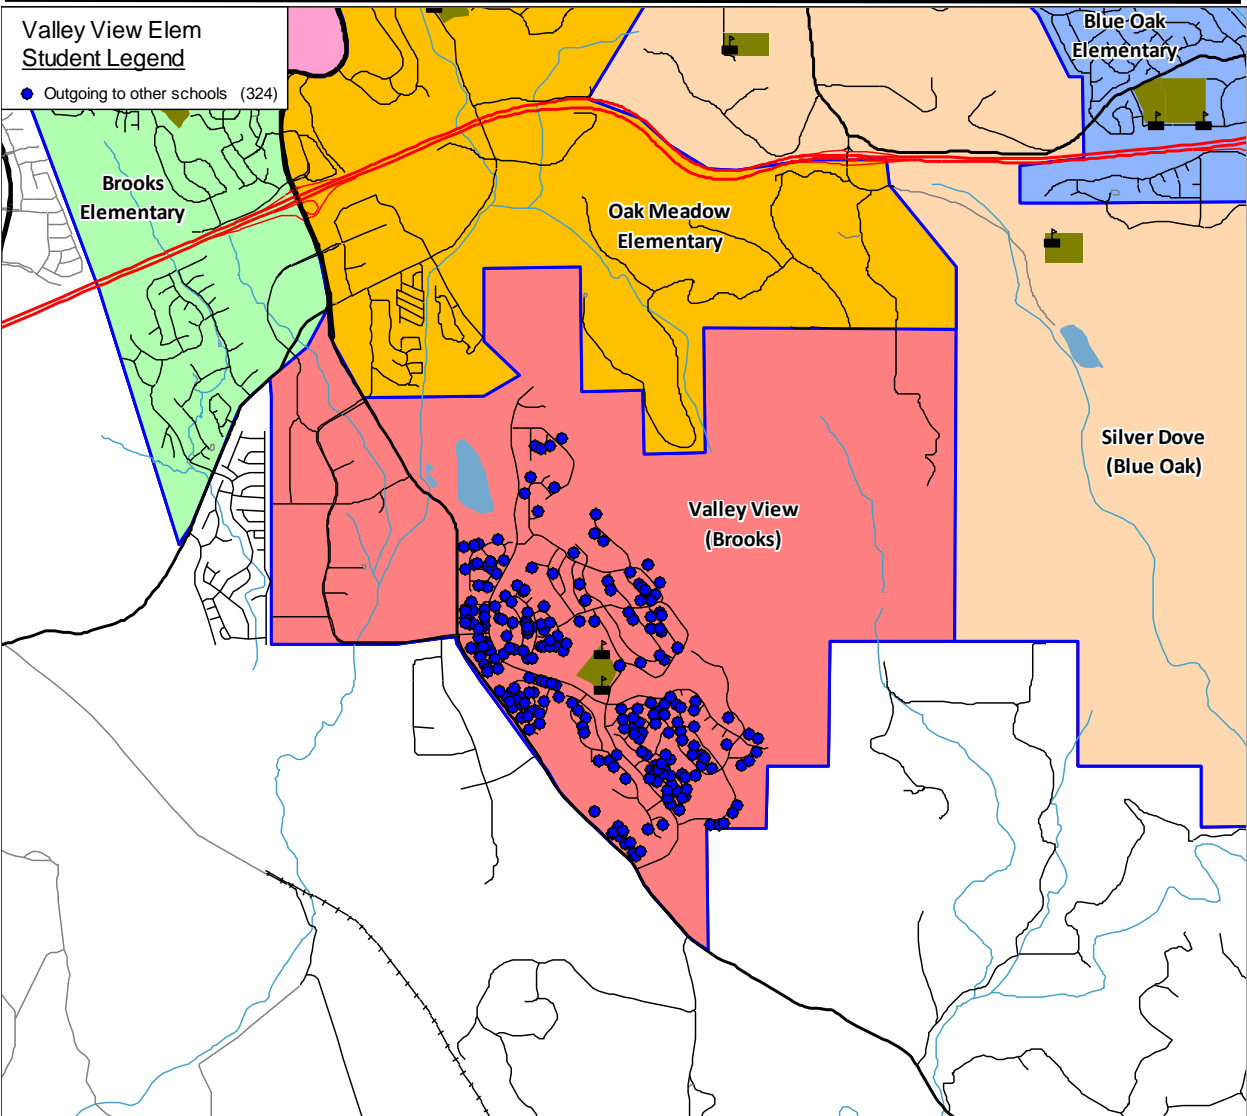 Valley View Elem
Student Legend
Outgoing to other schools (324)
Blue Oak
Elementary
Brooks
Elementary
Oak Meadow
Elementary
Silver Dove
(Blue Oak)
Valley View
(Brooks)